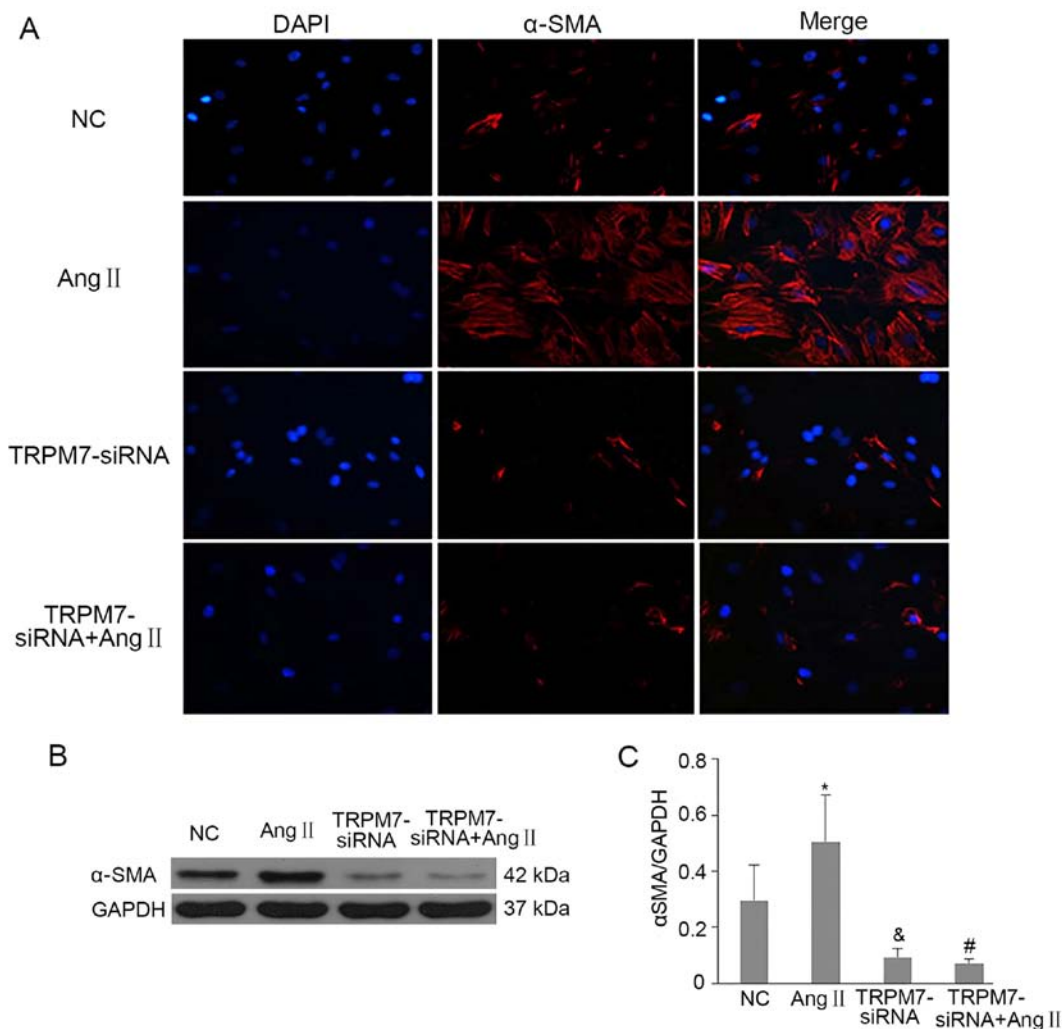 A
DAPI α-SMA Merge
NC
Ang Ⅱ
TRPM7-siRNA
TRPM7-
siRNA+Ang Ⅱ
B
NC Ang Ⅱ TRPM7-
siRNA TRPM7-
siRNA+Ang Ⅱ
α-SMA 42 kDa
GAPDH 37 kDa
C
αSMA/GAPDH
0.8
0.6
0.4
0.2
0
*
&
#
NC Ang Ⅱ TRPM7-
siRNA TRPM7-
siRNA+Ang Ⅱ